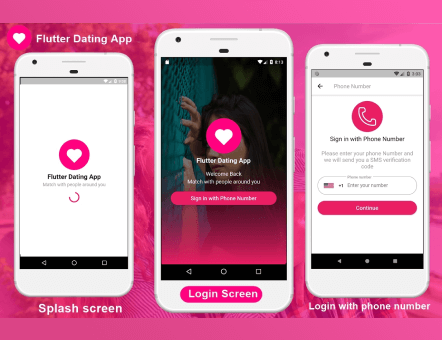 Flutter Dating App
Flutter Dating App
Match with people around you
Splash screen
8:13
Flutter Dating App
Welcome Back
Match with people around you
Sign in with Phone Number
Login Screen
Phone Number
Sign in with Phone Number
Please enter your phone Number and
we will send you a SMS verification
code
Phone number
+1 Enter your number
Continue
Login with phone number